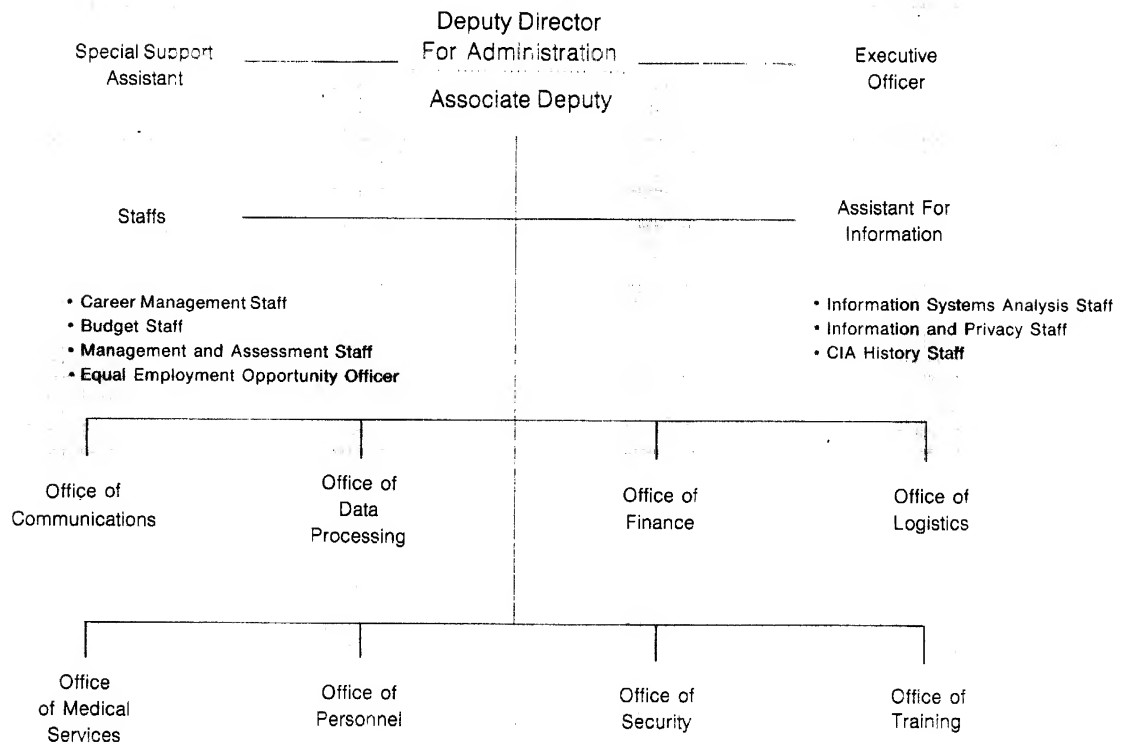 Deputy Director
For Administration
Associate Deputy
Special Support
Assistant
Executive
Officer
Staffs
Assistant For
Information
• Career Management Staff
• Budget Staff
• Management and Assessment Staff
• Equal Employment Opportunity Officer
• Information Systems Analysis Staff
• Information and Privacy Staff
• CIA History Staff
Office of
Communications
Office of
Data
Processing
Office of
Finance
Office of
Logistics
Office
of Medical
Services
Office of
Personnel
Office of
Security
Office of
Training